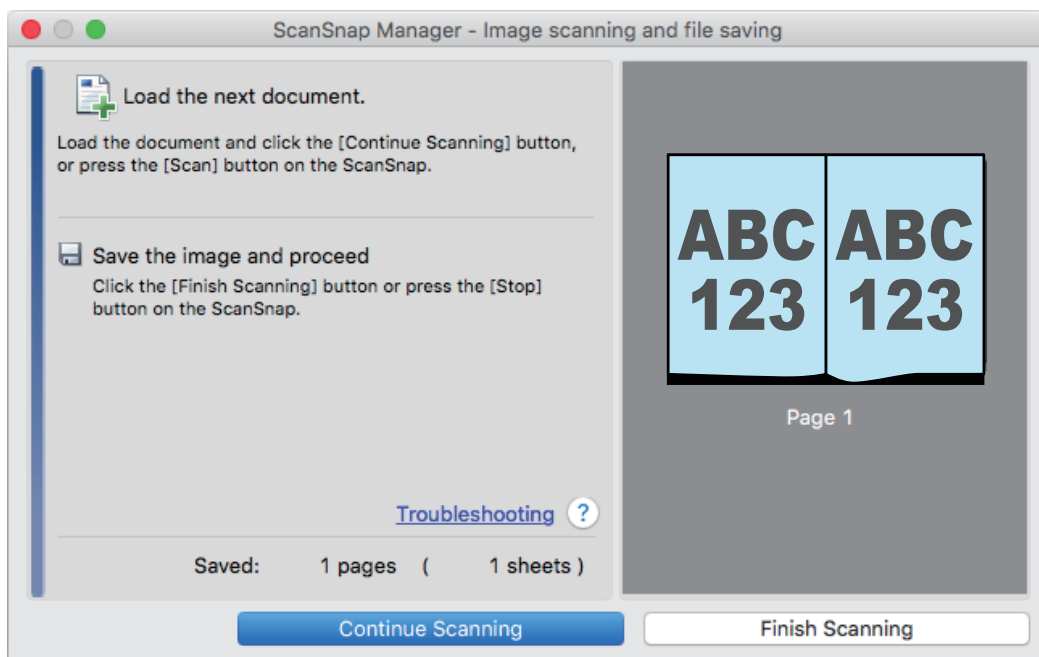 ScanSnap Manager - Image scanning and file saving
Load the next document.
Load the document and click the [Continue Scanning] button,
or press the [Scan] button on the ScanSnap.
Save the image and proceed
Click the [Finish Scanning] button or press the [Stop]
button on the ScanSnap.
Troubleshooting ?
Saved: 1 pages ( 1 sheets )
ABC ABC
123 123
Page 1
Continue Scanning Finish Scanning